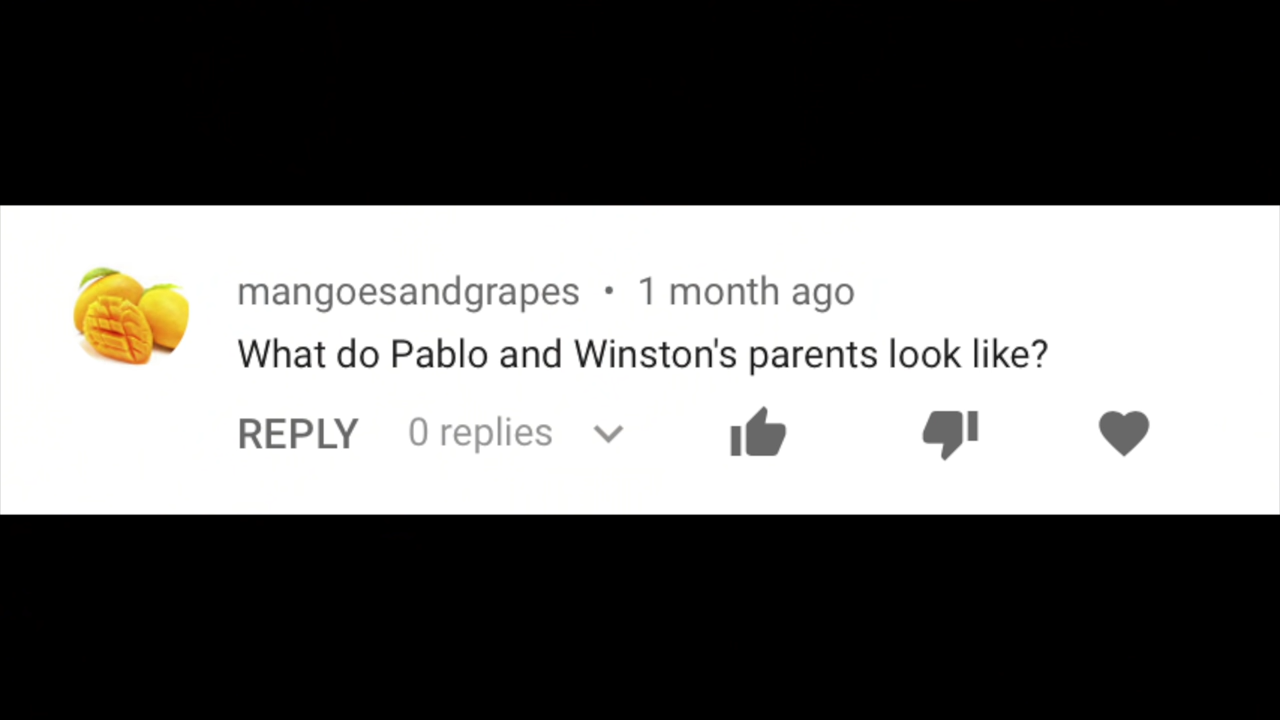 mangoesandgrapes • 1 month ago
What do Pablo and Winston's parents look like?
REPLY 0 replies